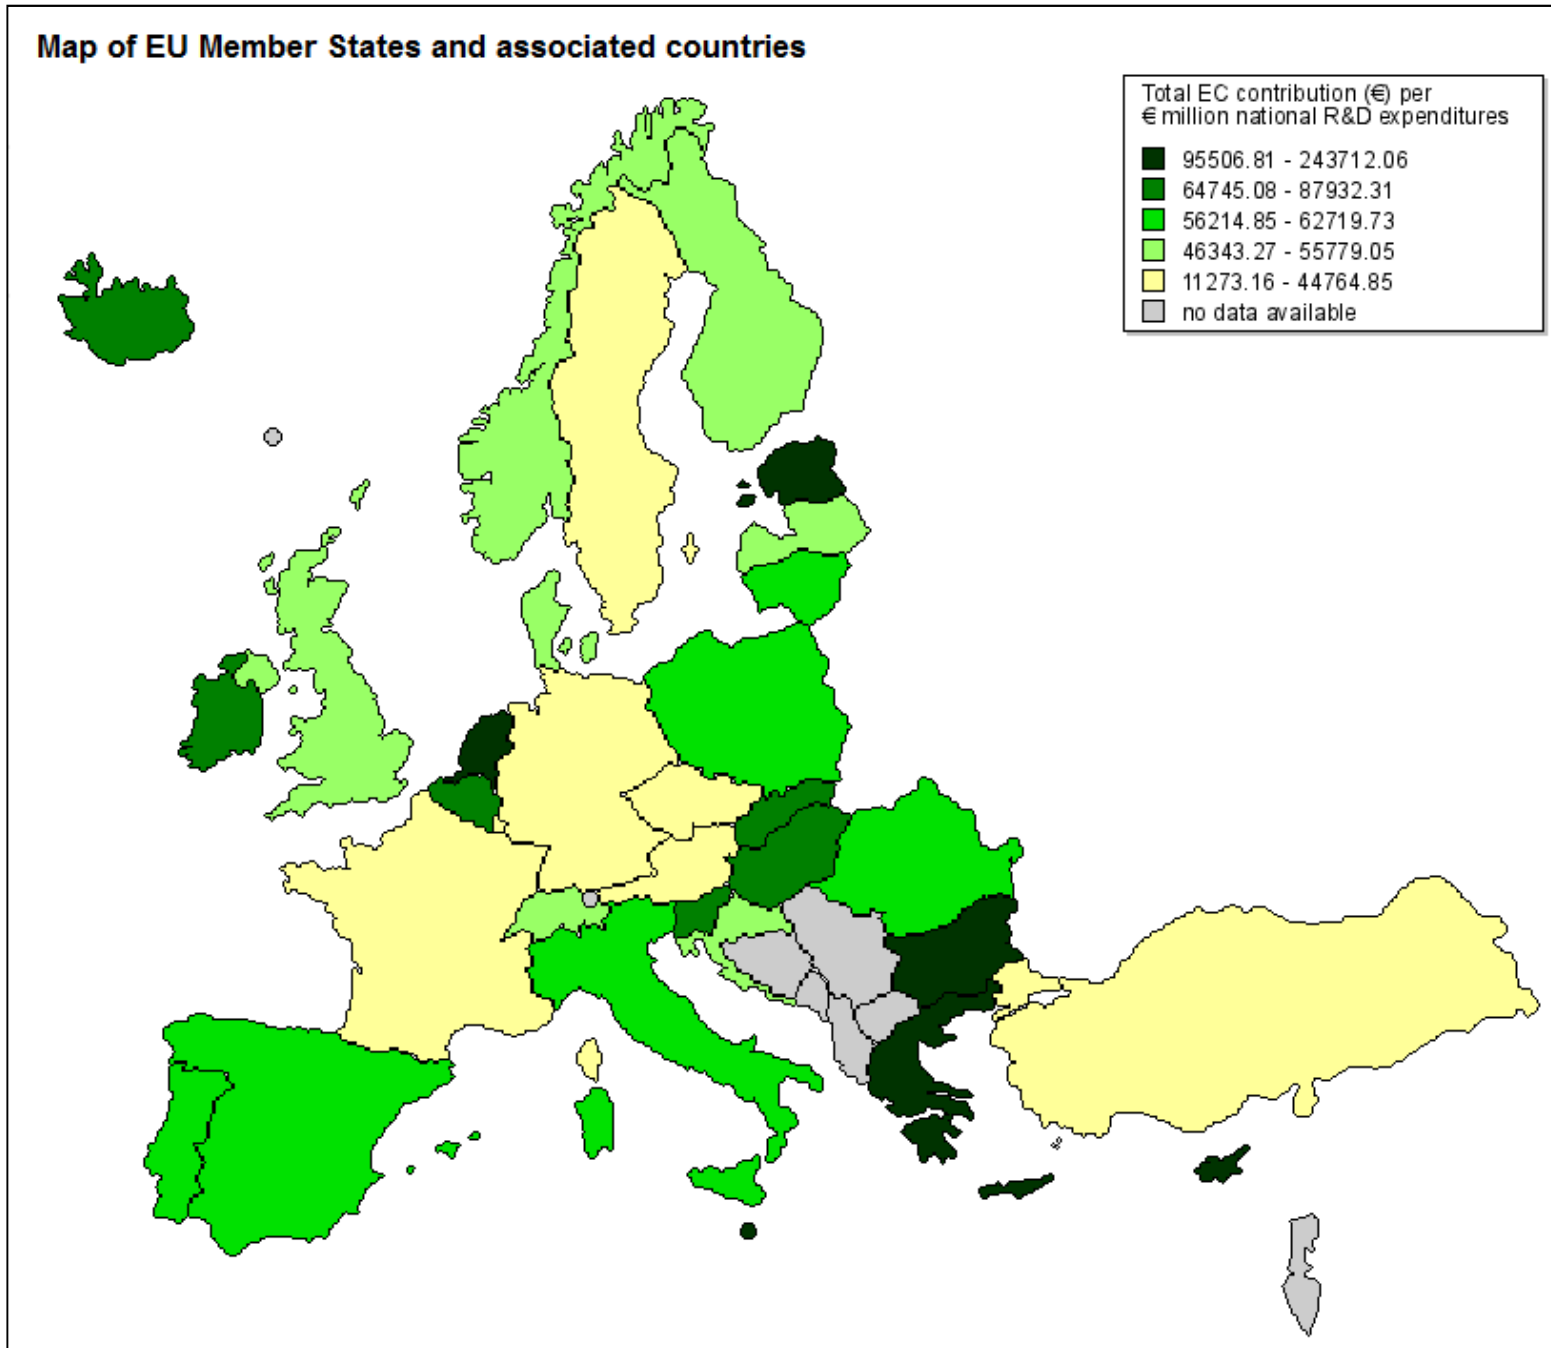 Map of EU Member States and associated countries
Total EC contribution (€) per
€ million national R&D expenditures
95506.81 - 243712.06
64745.08 - 87932.31
56214.85 - 62719.73
46343.27 - 55779.05
11273.16 - 44764.85
no data available